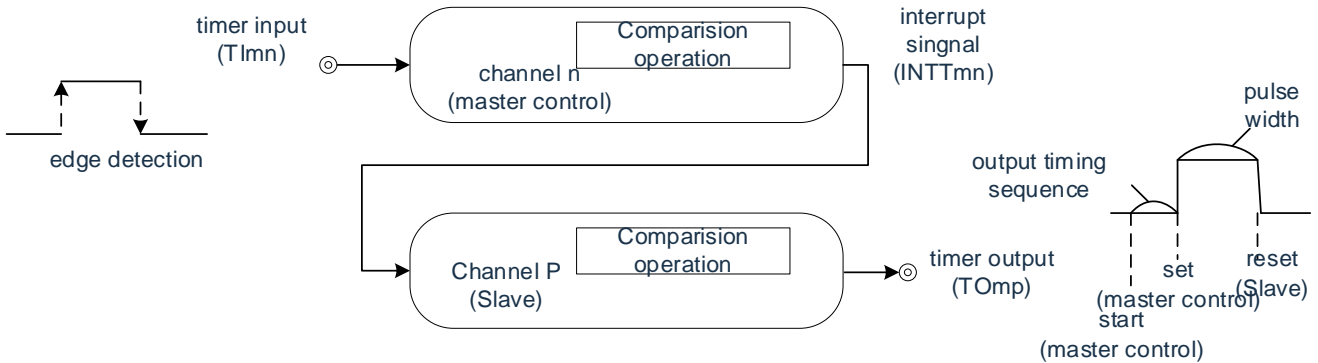 timer input
(TImn)
Comparision
operation
channel n
(master control)
interrupt
singnal
(INTTmn)
edge detection
pulse
width
output timing
sequence
Comparision
operation
Channel P
(Slave)
timer output
(TOmp)
set
(master control)
reset
(Slave)
start
(master control)